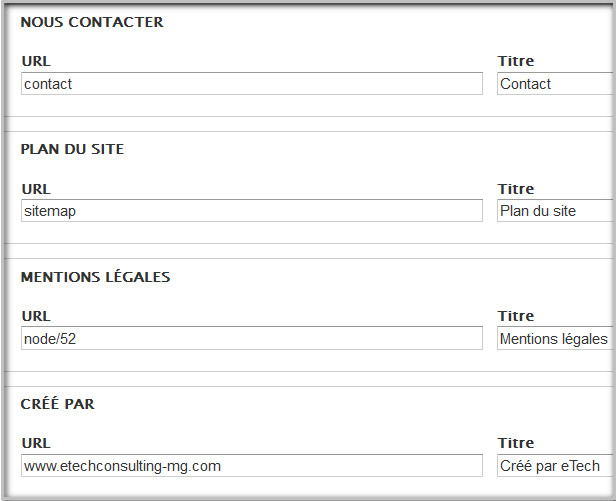 NOUS CONTACTER
URL Titre
contact Contact
PLAN DU SITE
URL Titre
sitemap Plan du site
MENTIONS LÉGALES
URL Titre
node/52 Mentions légales
CRÉÉ PAR
URL Titre
www.etechconsulting-mg.com Créé par eTech